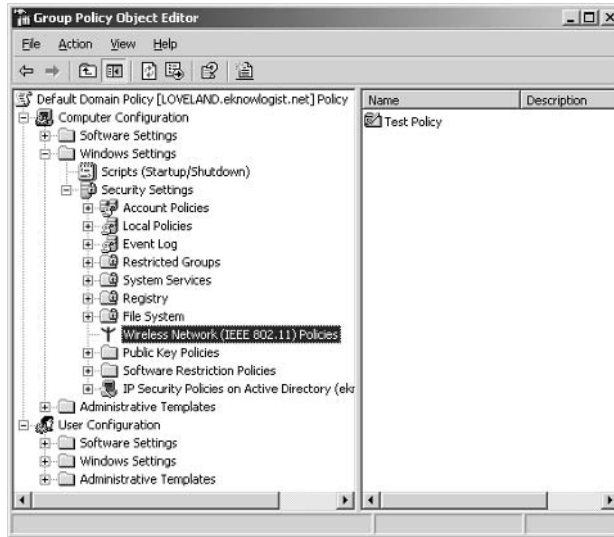 Group Policy Object Editor
File Action View Help
Default Domain Policy [LOVELAND.eknowlogist.net] Policy
Computer Configuration
Software Settings
Windows Settings
Scripts (Startup/Shutdown)
Security Settings
Account Policies
Local Policies
Event Log
Restricted Groups
System Services
Registry
File System
Wireless Network (IEEE 802.11) Policies
Public Key Policies
Software Restriction Policies
IP Security Policies on Active Directory (ekr
Administrative Templates
User Configuration
Software Settings
Windows Settings
Administrative Templates
Name Description
Test Policy